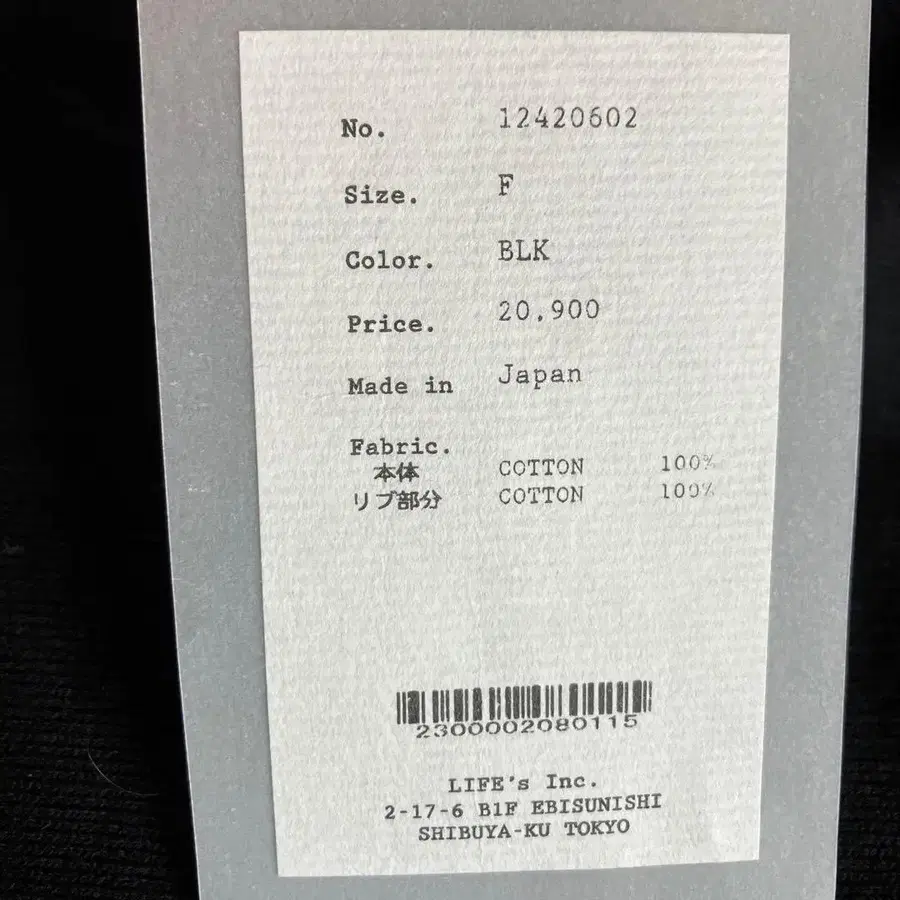 No. 12420602
Size. F
Color. BLK
Price. 20,900
Made in Japan
Fabric.
本体 COTTON 100%
リブ部分 COTTON 100%
2300002080115
LIFE's Inc.
2-17-6 B1F EBISUNISHI
SHIBUYA-KU TOKYO